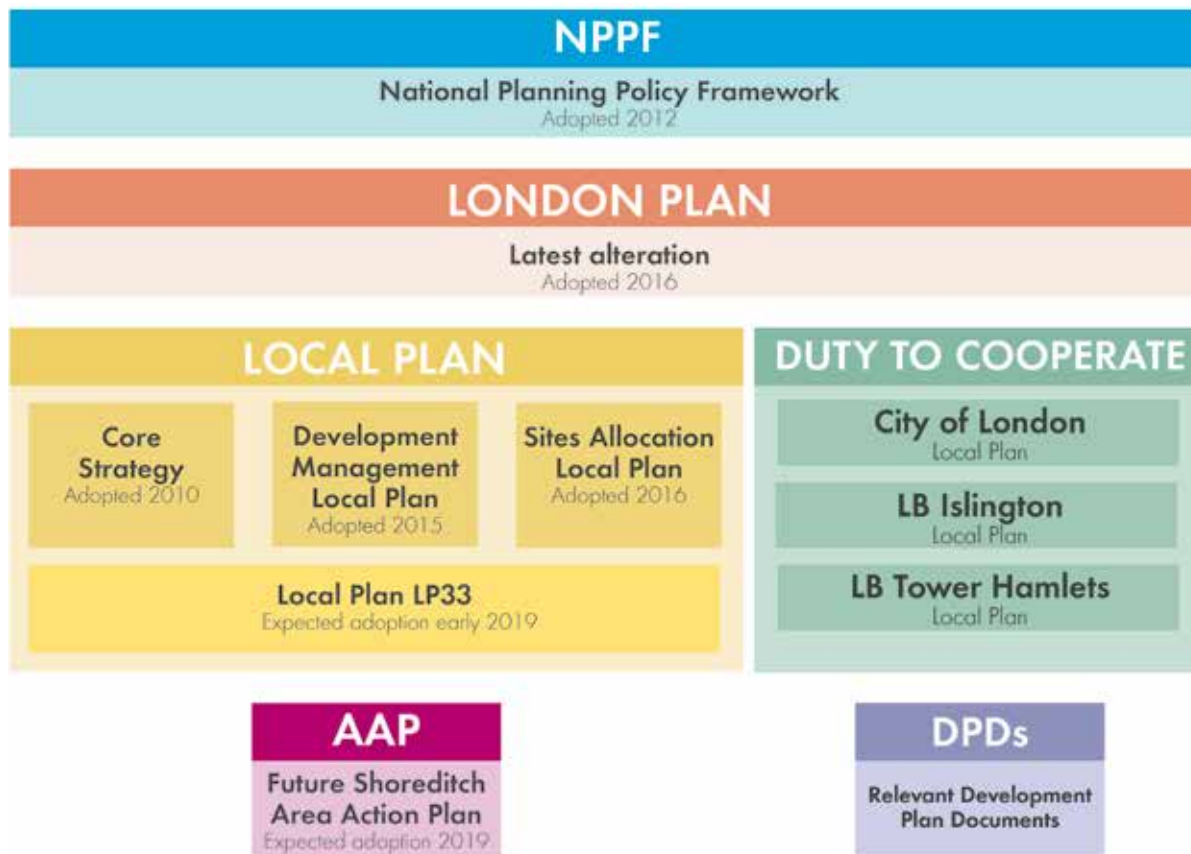 NPPF
National Planning Policy Framework
Adopted 2012
LONDON PLAN
Latest alteration
Adopted 2016
LOCAL PLAN
Core
Strategy
Adopted 2010
Development
Management
Local Plan
Adopted 2015
Sites Allocation
Local Plan
Adopted 2016
Local Plan LP33
Expected adoption early 2019
DUTY TO COOPERATE
City of London
Local Plan
LB Islington
Local Plan
LB Tower Hamlets
Local Plan
AAP
Future Shoreditch
Area Action Plan
Expected adoption 2019
DPDs
Relevant Development
Plan Documents